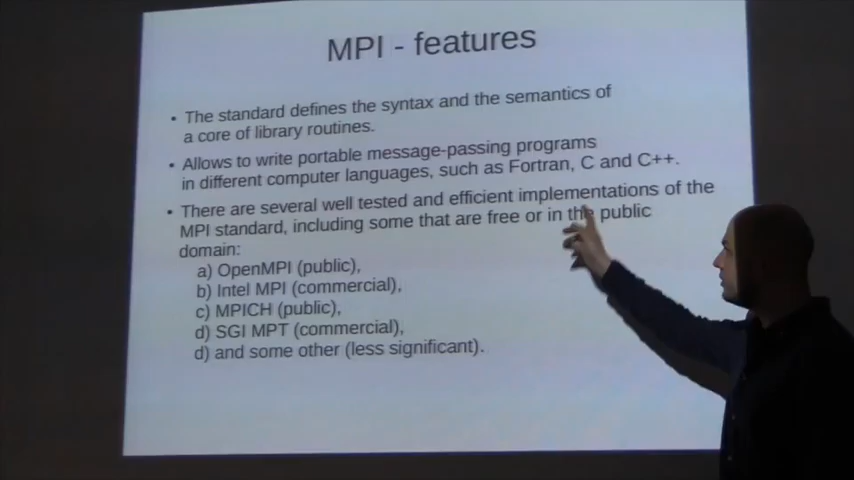 MPI - features
• The standard defines the syntax and the semantics of
a core of library routines.
• Allows to write portable message-passing programs
in different computer languages, such as Fortran, C and C++.
• There are several well tested and efficient implementations of the
MPI standard, including some that are free or in the public
domain:
a) OpenMPI (public),
b) Intel MPI (commercial),
c) MPICH (public),
d) SGI MPT (commercial),
d) and some other (less significant).